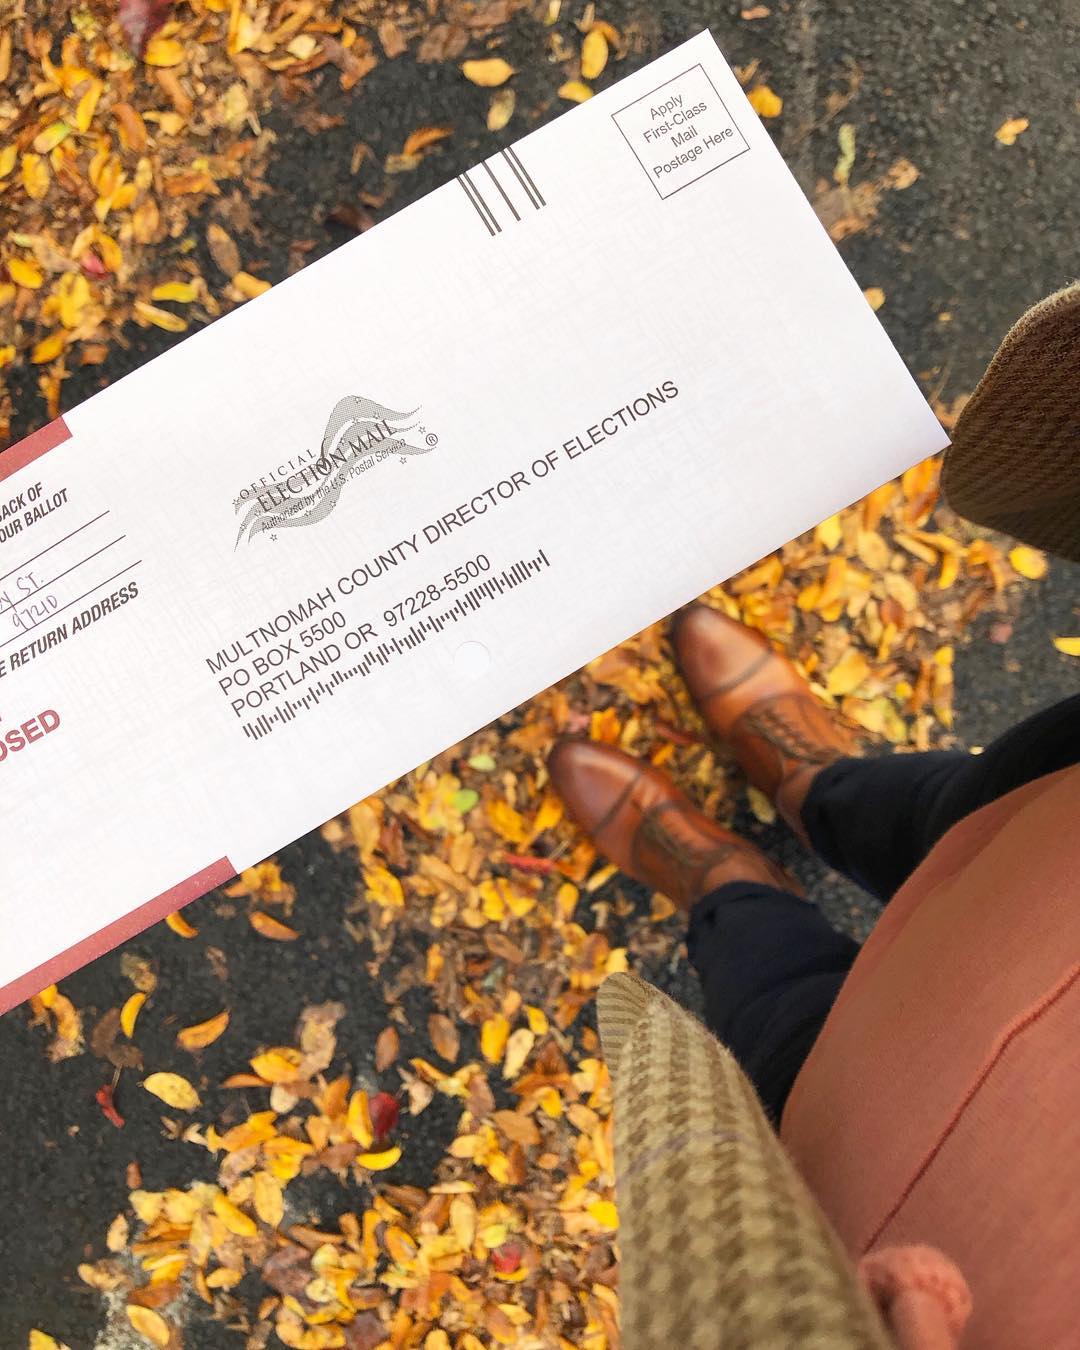 Apply
First-Class
Mail
Postage Here
OFFICIAL
ELECTION MAIL
®
Authorized by the U.S. Postal Service
BACK OF
OUR BALLOT
ST.
97210
RETURN ADDRESS
MULTNOMAH COUNTY DIRECTOR OF ELECTIONS
PO BOX 5500
PORTLAND OR 97228-5500